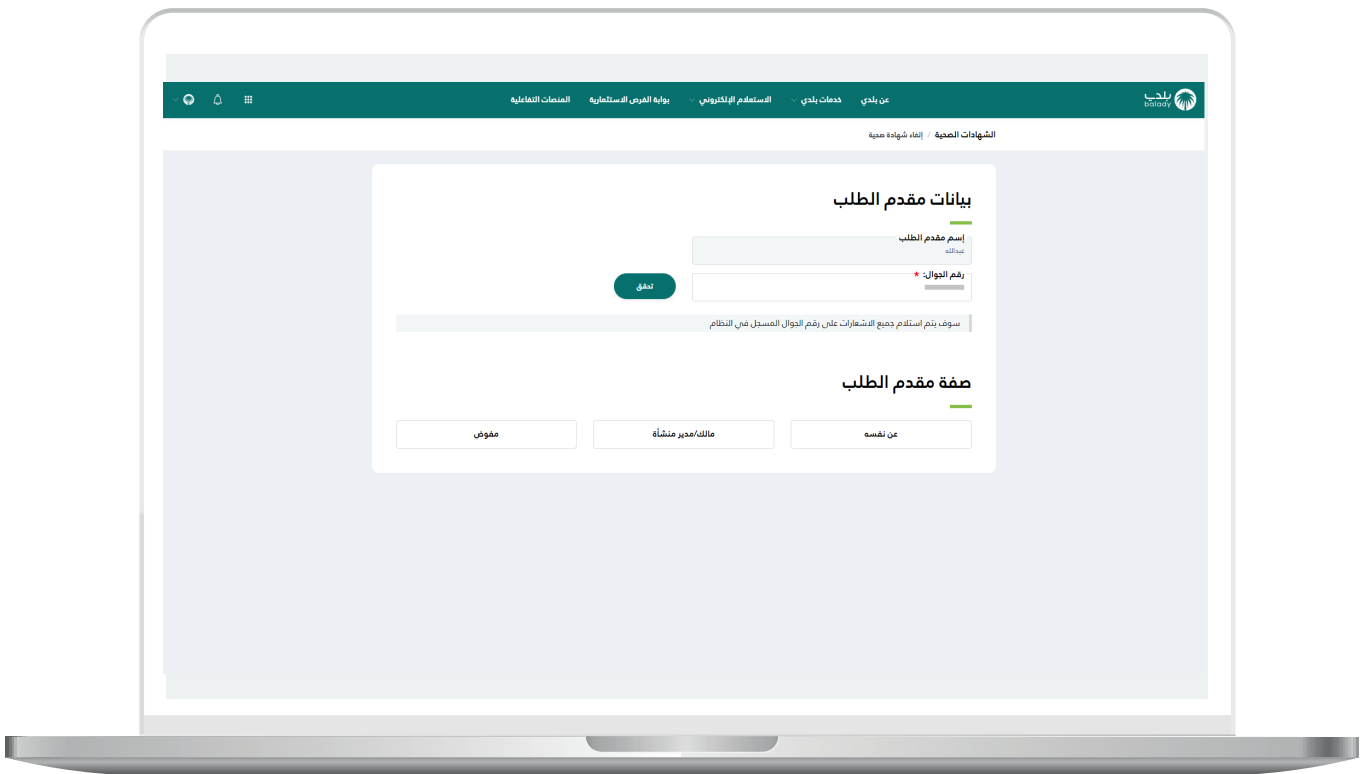 بلدي
balady
عن بلدي خدمات بلدي الاستعلام الإلكتروني بوابة الفرص الاستثمارية المنصات التفاعلية
الشهادات الصحية / إلغاء شهادة صحية
بيانات مقدم الطلب
إسم مقدم الطلب
عبدالله
رقم الجوال: *
تحقق
سوف يتم استلام جميع الاشعارات على رقم الجوال المسجل في النظام
صفة مقدم الطلب
عن نفسه
مالك/مدير منشأة
مفوض